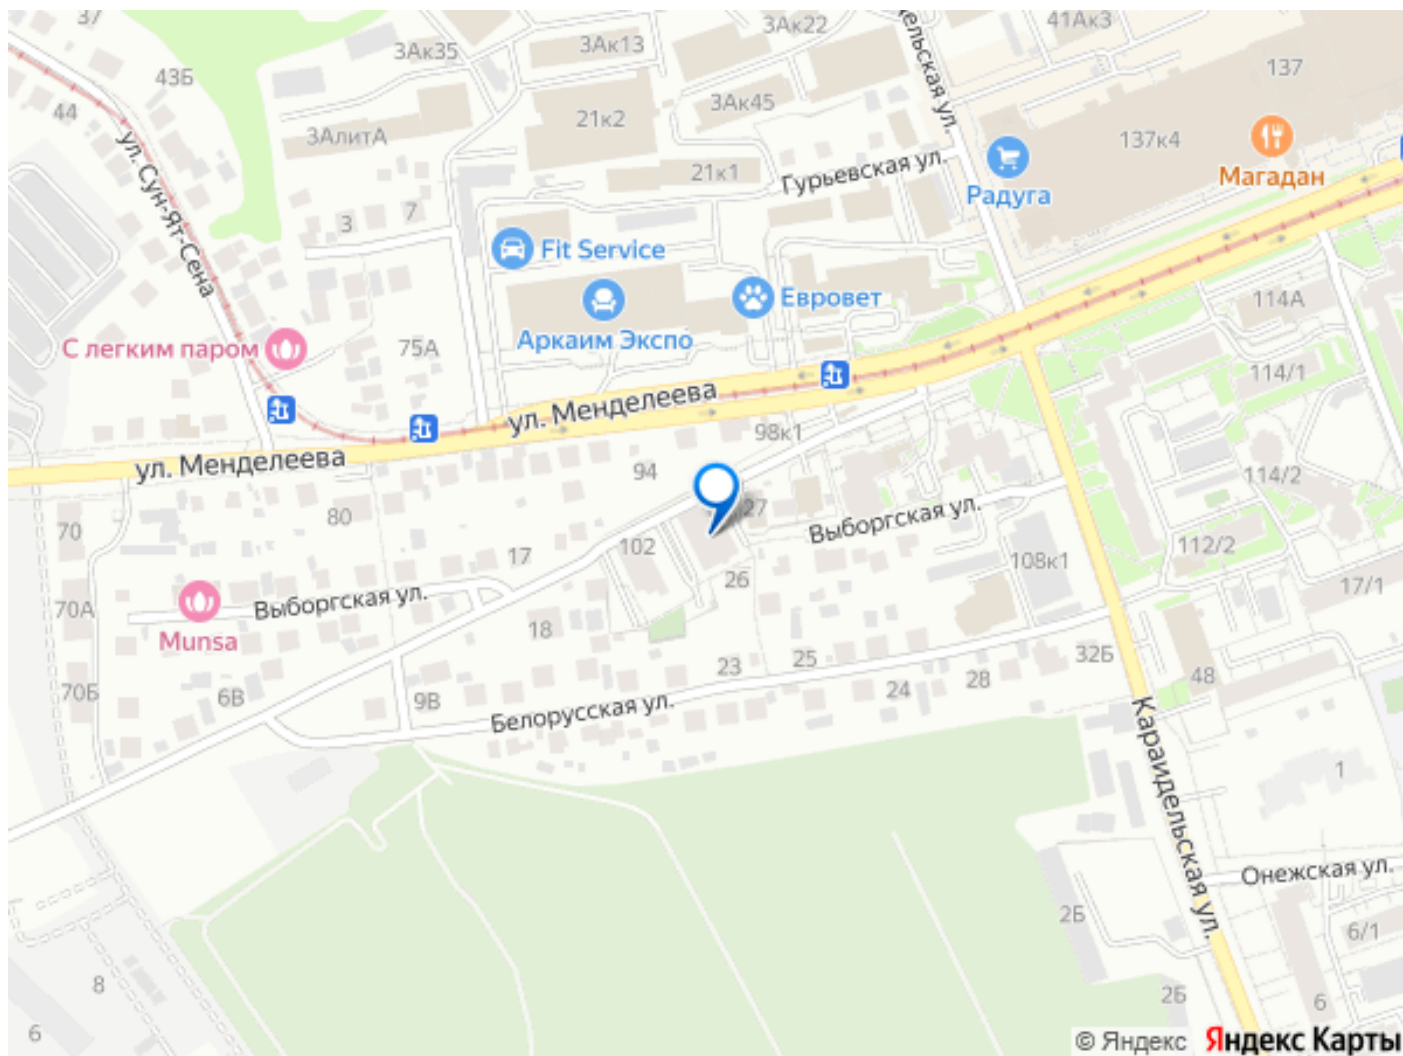 37
3Ак35
3Ак13
3Ак22
дельская ул.
41Ак3
43Б
44
137
3АлитА
21к2
3Ак45
137к4
ул. Сун-Ят-Сена
21к1
Гурьевская ул.
Радуга
Магадан
3
7
Fit Service
Евровет
114А
С легким паром
75А
Аркаим Экспо
114/1
ул. Менделеева
98к1
ул. Менделеева
94
114/2
70
80
27
Выборгская ул.
17
102
112/2
108к1
26
17/1
70А
Выборгская ул.
Munsa
18
70Б
6В
9В
23
25
32Б
48
24
28
Белорусская ул.
Караидельская ул.
1
Онежская ул.
2Б
6/1
8
2Б
6
6
© Яндекс Яндекс Карты